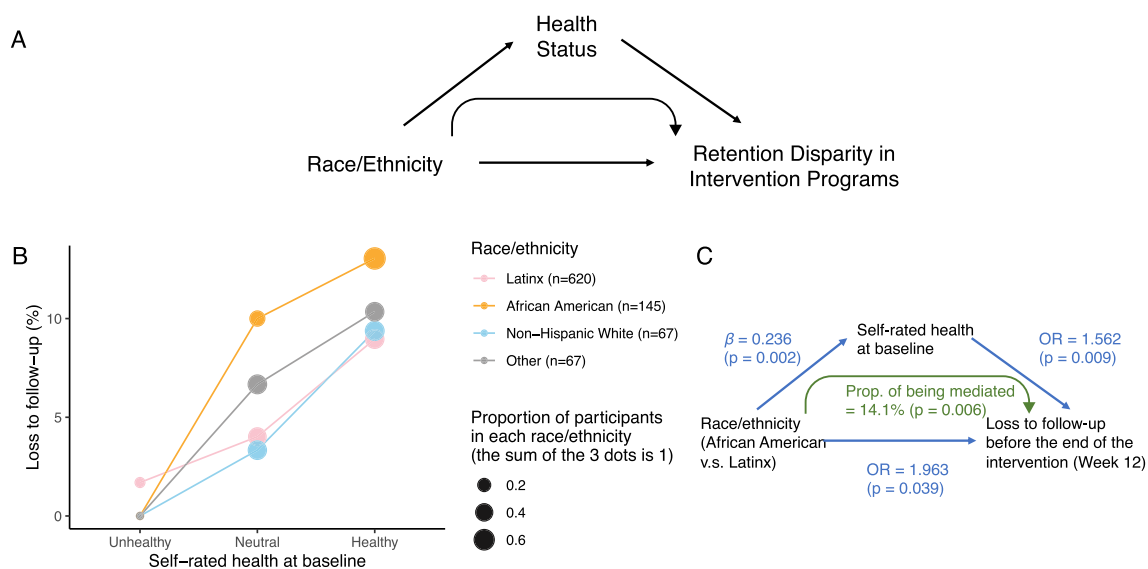 A
Health
Status
Race/Ethnicity
Retention Disparity in
Intervention Programs
B
Loss to follow−up (%)
10
5
0
Unhealthy
Neutral
Healthy
Self−rated health at baseline
Race/ethnicity
Latinx (n=620)
African American (n=145)
Non−Hispanic White (n=67)
Other (n=67)
Proportion of participants
in each race/ethnicity
(the sum of the 3 dots is 1)
0.2
0.4
0.6
C
β = 0.236
(p = 0.002)
Self-rated health
at baseline
OR = 1.562
(p = 0.009)
Prop. of being mediated
= 14.1% (p = 0.006)
Race/ethnicity
(African American
v.s. Latinx)
Loss to follow-up
before the end of the
intervention (Week 12)
OR = 1.963
(p = 0.039)